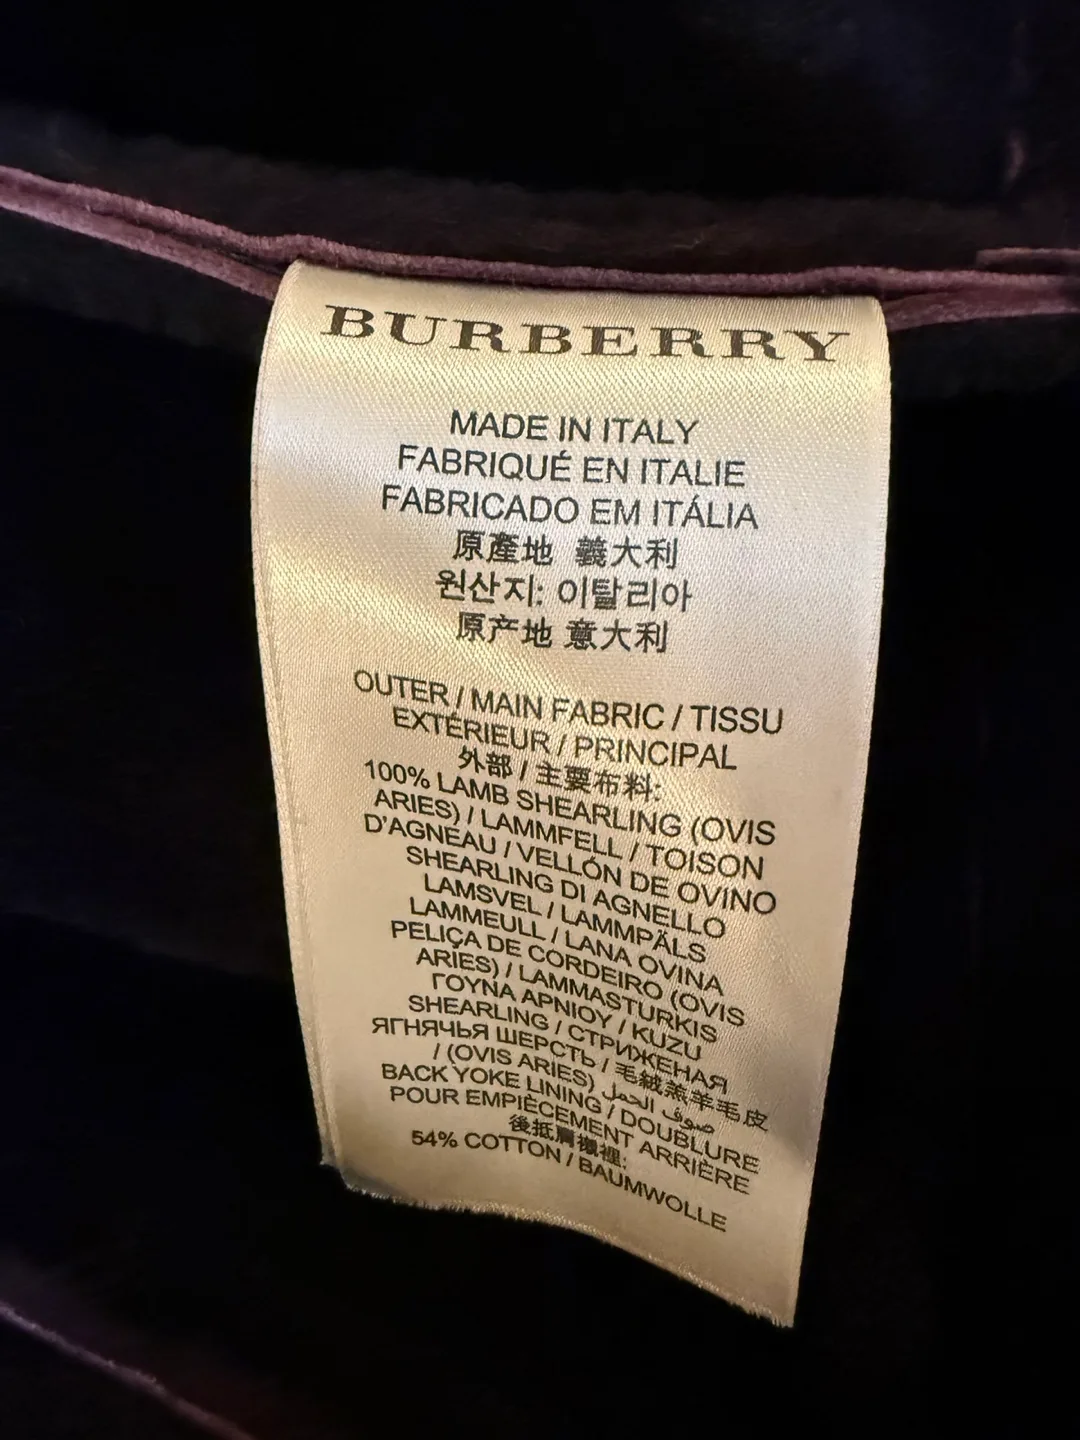 BURBERRY
MADE IN ITALY
FABRIQUÉ EN ITALIE
FABRICADO EM ITÁLIA
原產地 義大利
원산지: 이탈리아
原产地 意大利
OUTER / MAIN FABRIC / TISSU
EXTÉRIEUR / PRINCIPAL
外部 / 主要布料:
100% LAMB SHEARLING (OVIS
ARIES) / LAMMFELL / TOISON
D'AGNEAU / VELLÓN DE OVINO
SHEARLING DI AGNELLO
LAMSVEL / LAMMPÄLS
LAMMEULL / LANA OVINA
PELIÇA DE CORDEIRO (OVIS
ARIES) / LAMMASTURKIS
ΓΟΥΝΑ ΑΡΝΙΟΥ / KUZU
SHEARLING / СТРИЖЕНАЯ
ЯГНЯЧЬЯ ШЕРСТЬ / 毛絨羔羊毛皮
/ (OVIS ARIES) صوف الحمل
BACK YOKE LINING / DOUBLURE
POUR EMPIÈCEMENT ARRIÈRE
後抵肩襯裡:
54% COTTON / BAUMWOLLE